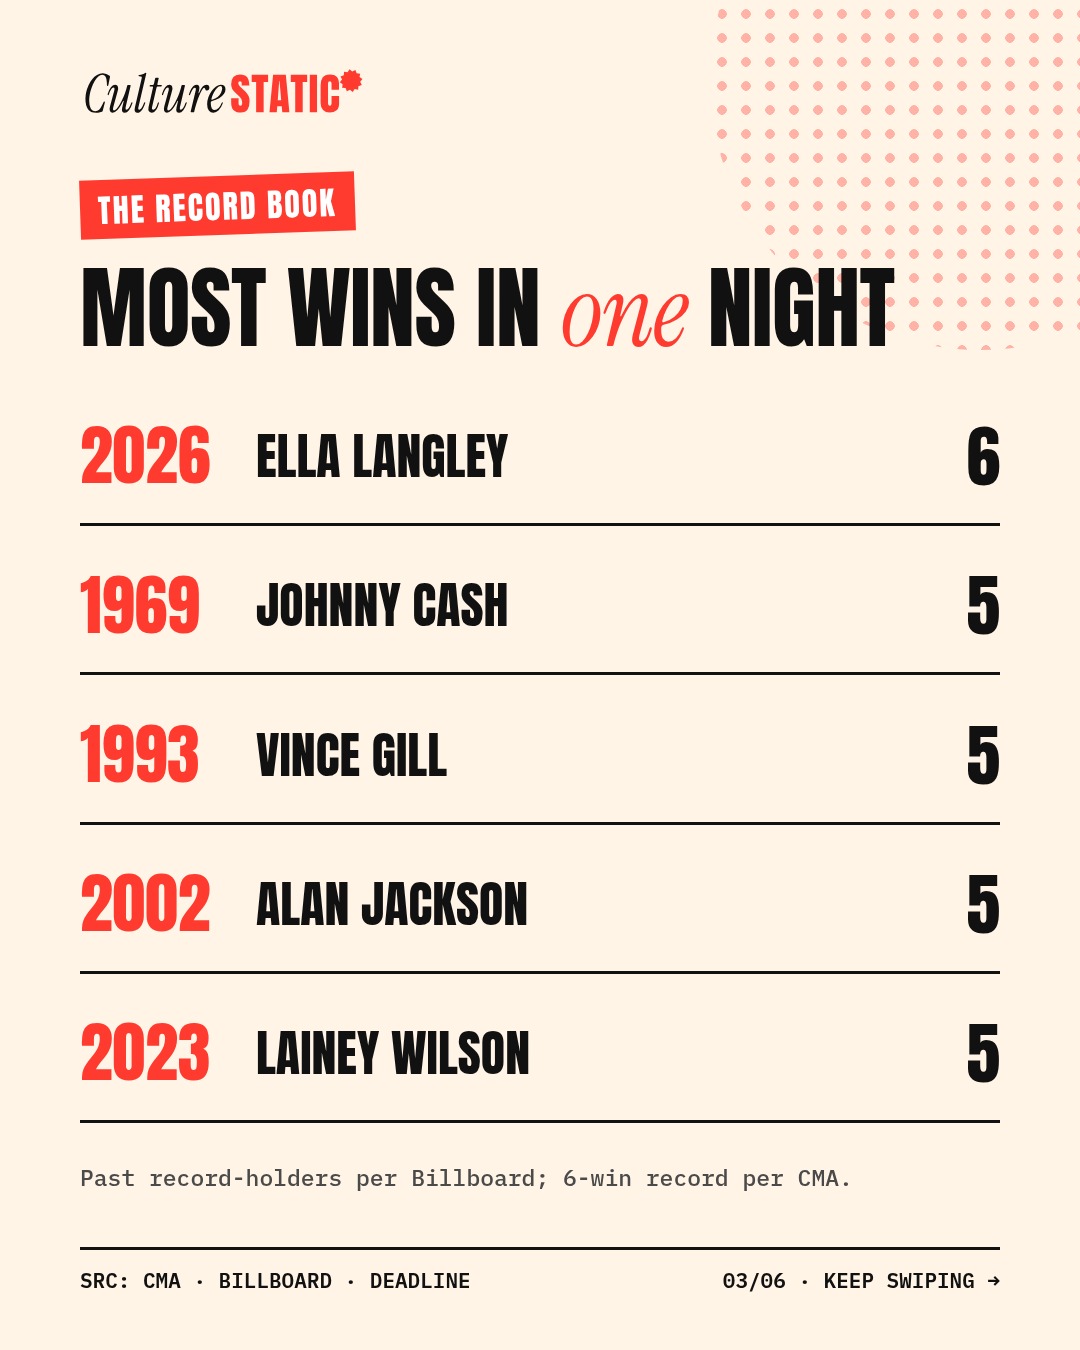 Culture STATIC
THE RECORD BOOK
MOST WINS IN one NIGHT
2026 ELLA LANGLEY 6
1969 JOHNNY CASH 5
1993 VINCE GILL 5
2002 ALAN JACKSON 5
2023 LAINEY WILSON 5
Past record-holders per Billboard; 6-win record per CMA.
SRC: CMA · BILLBOARD · DEADLINE 03/06 · KEEP SWIPING →